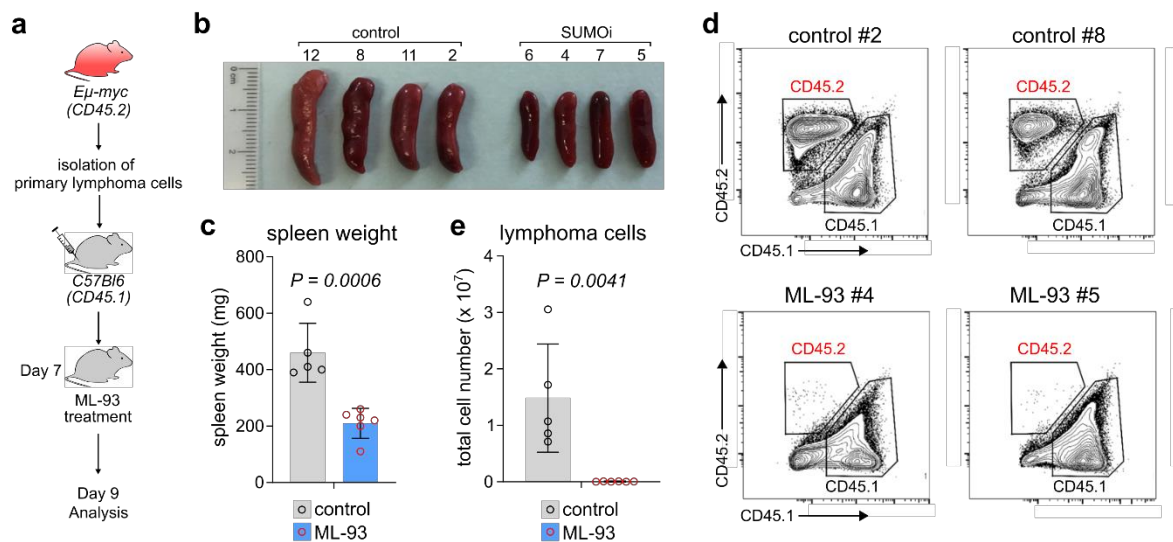 a
Eμ-myc
(CD45.2)
isolation of
primary lymphoma cells
C57Bl6
(CD45.1)
Day 7
ML-93
treatment
Day 9
Analysis
b
control
SUMOi
12 8 11 2 6 4 7 5
0 cm
1
2
c
spleen weight
P = 0.0006
800
600
400
200
0
spleen weight (mg)
control
ML-93
e
lymphoma cells
P = 0.0041
4
3
2
1
0
total cell number (x 10⁷)
control
ML-93
d
control #2
control #8
CD45.2
CD45.2
CD45.2
CD45.1
CD45.1
CD45.1
ML-93 #4
ML-93 #5
CD45.2
CD45.2
CD45.2
CD45.1
CD45.1
CD45.1
1